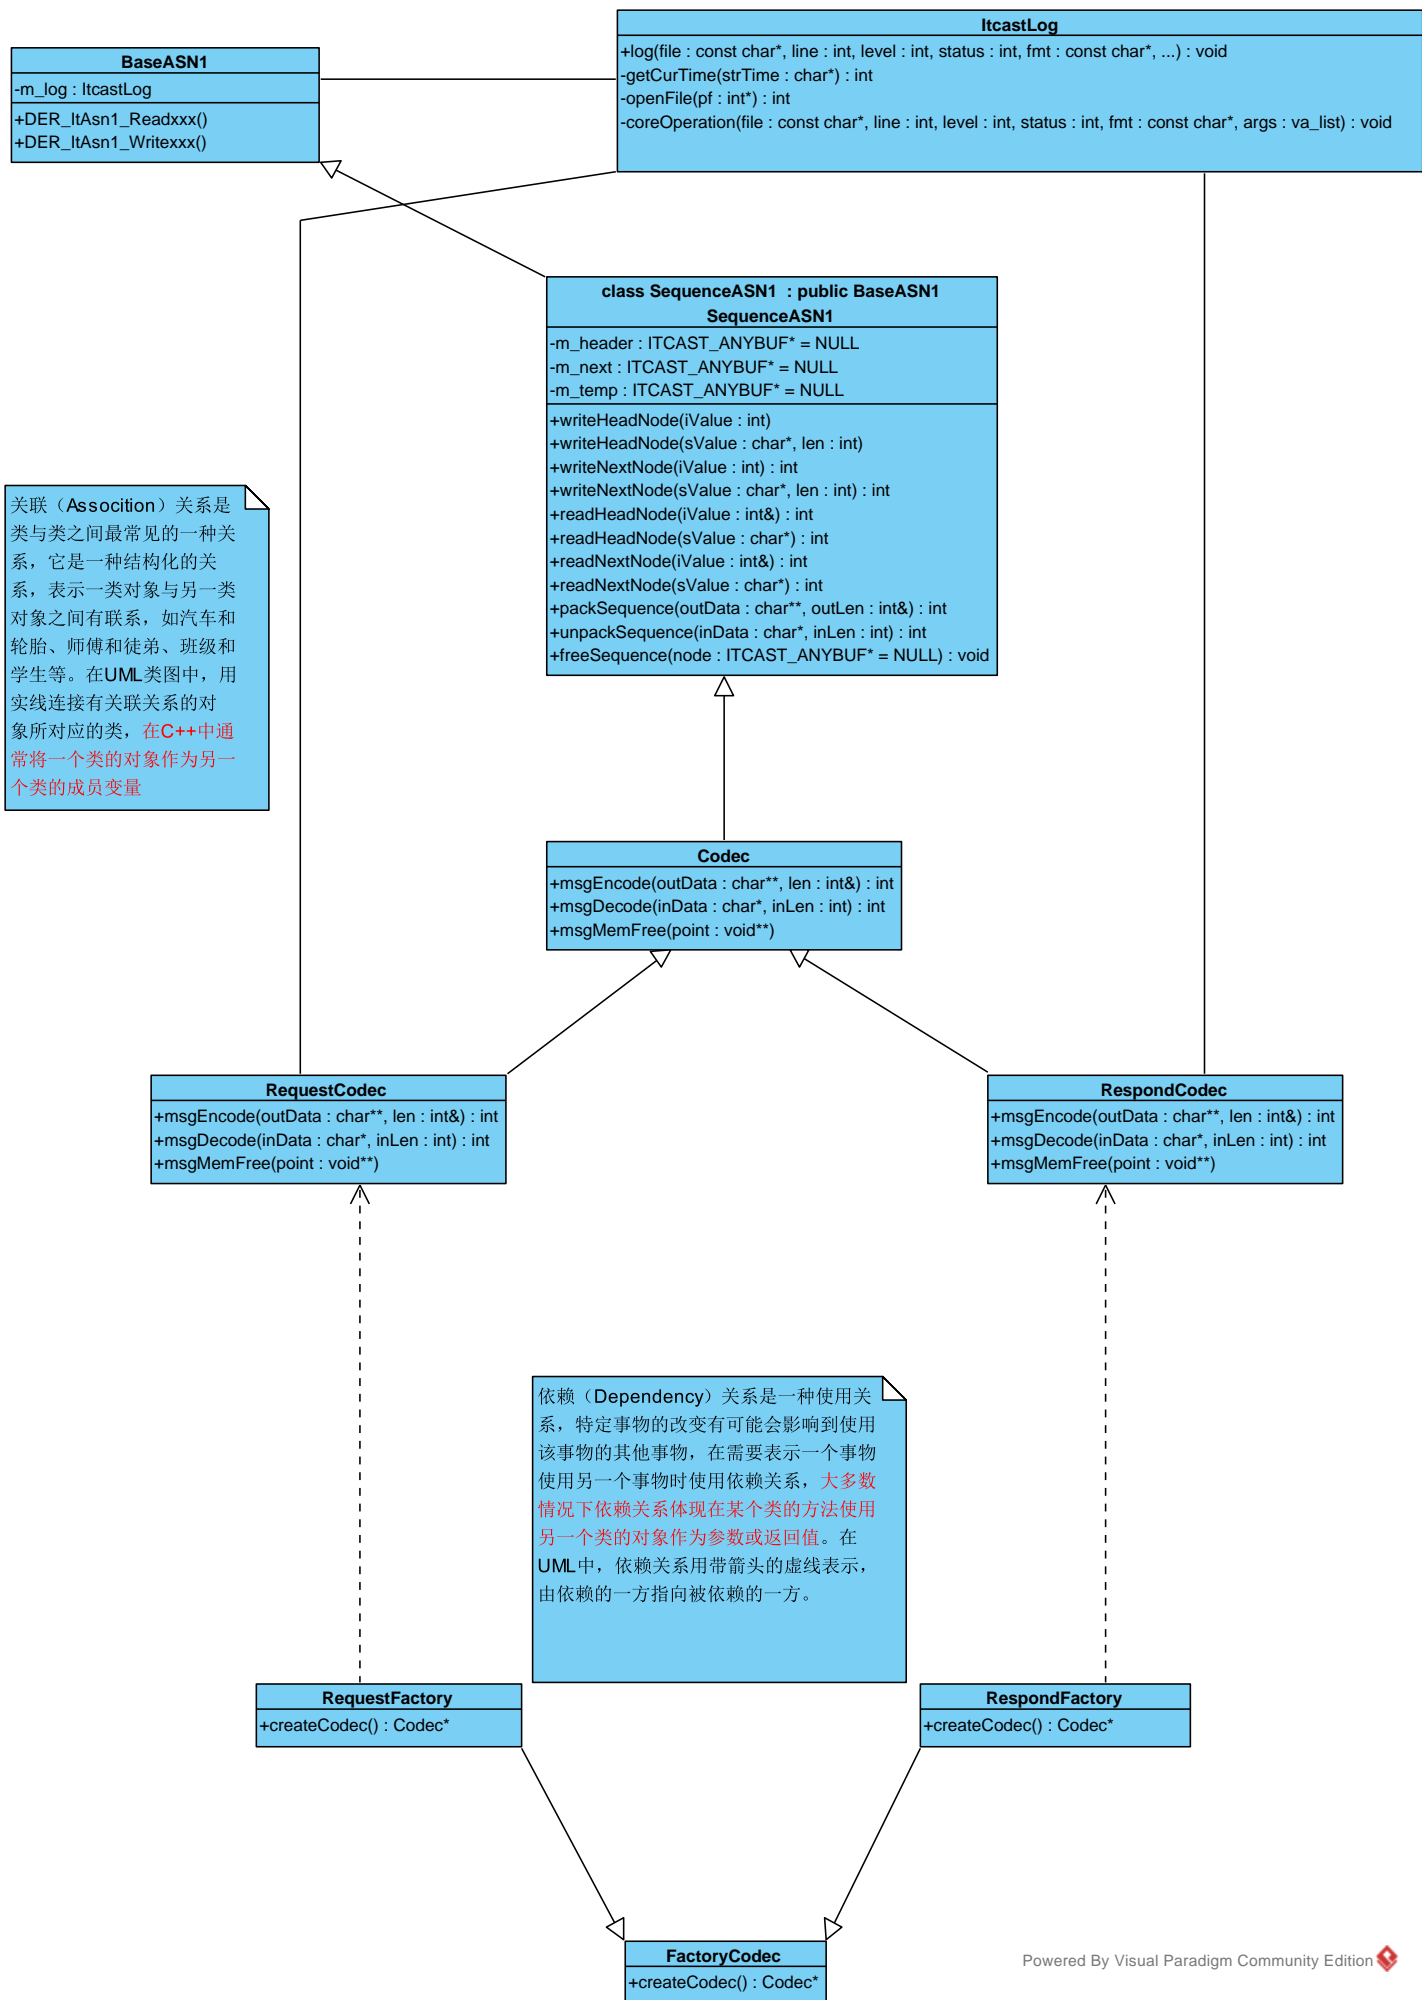 ItcastLog
+log(file : const char*, line : int, level : int, status : int, fmt : const char*, ...) : void
-getCurTime(strTime : char*) : int
-openFile(pf : int*) : int
-coreOperation(file : const char*, line : int, level : int, status : int, fmt : const char*, args : va_list) : void
BaseASN1
-m_log : ItcastLog
+DER_ItAsn1_Readxxx()
+DER_ItAsn1_Writexxx()
class SequenceASN1 : public BaseASN1
SequenceASN1
-m_header : ITCAST_ANYBUF* = NULL
-m_next : ITCAST_ANYBUF* = NULL
-m_temp : ITCAST_ANYBUF* = NULL
+writeHeadNode(iValue : int)
+writeHeadNode(sValue : char*, len : int)
+writeNextNode(iValue : int) : int
+writeNextNode(sValue : char*, len : int) : int
+readHeadNode(iValue : int&) : int
+readHeadNode(sValue : char*) : int
+readNextNode(iValue : int&) : int
+readNextNode(sValue : char*) : int
+packSequence(outData : char**, outLen : int&) : int
+unpackSequence(inData : char*, inLen : int) : int
+freeSequence(node : ITCAST_ANYBUF* = NULL) : void
关联（Assocition）关系是
类与类之间最常见的一种关
系，它是一种结构化的关
系，表示一类对象与另一类
对象之间有联系，如汽车和
轮胎、师傅和徒弟、班级和
学生等。在UML类图中，用
实线连接有关联关系的对
象所对应的类，在C++中通
常将一个类的对象作为另一
个类的成员变量
Codec
+msgEncode(outData : char**, len : int&) : int
+msgDecode(inData : char*, inLen : int) : int
+msgMemFree(point : void**)
RequestCodec
+msgEncode(outData : char**, len : int&) : int
+msgDecode(inData : char*, inLen : int) : int
+msgMemFree(point : void**)
RespondCodec
+msgEncode(outData : char**, len : int&) : int
+msgDecode(inData : char*, inLen : int) : int
+msgMemFree(point : void**)
依赖（Dependency）关系是一种使用关
系，特定事物的改变有可能会影响到使用
该事物的其他事物，在需要表示一个事物
使用另一个事物时使用依赖关系，大多数
情况下依赖关系体现在某个类的方法使用
另一个类的对象作为参数或返回值。在
UML中，依赖关系用带箭头的虚线表示，
由依赖的一方指向被依赖的一方。
RequestFactory
+createCodec() : Codec*
RespondFactory
+createCodec() : Codec*
FactoryCodec
+createCodec() : Codec*
Powered By Visual Paradigm Community Edition